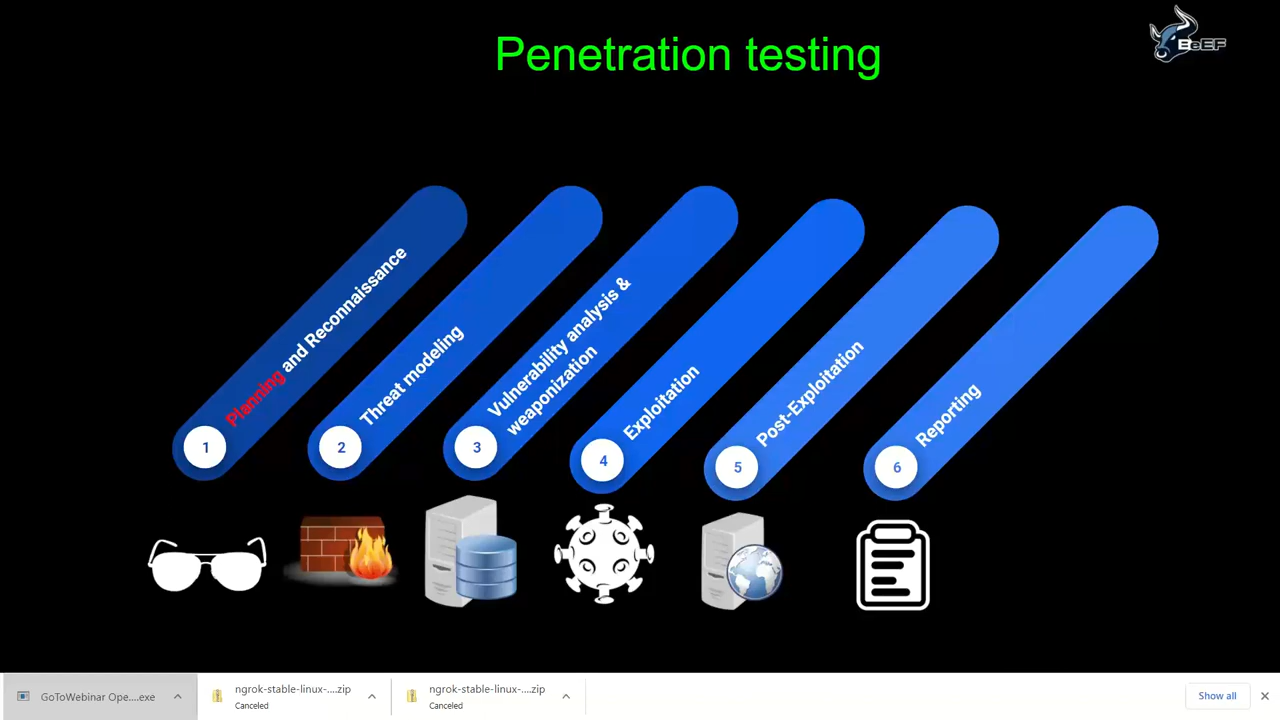 Penetration testing
BeEF
Planning and Reconnaissance
Threat modeling
Vulnerability analysis &
weaponization
Exploitation
Post-Exploitation
Reporting
1
2
3
4
5
6
GoToWebinar Ope....exe
ngrok-stable-linux-....zip
Canceled
ngrok-stable-linux-....zip
Canceled
Show all